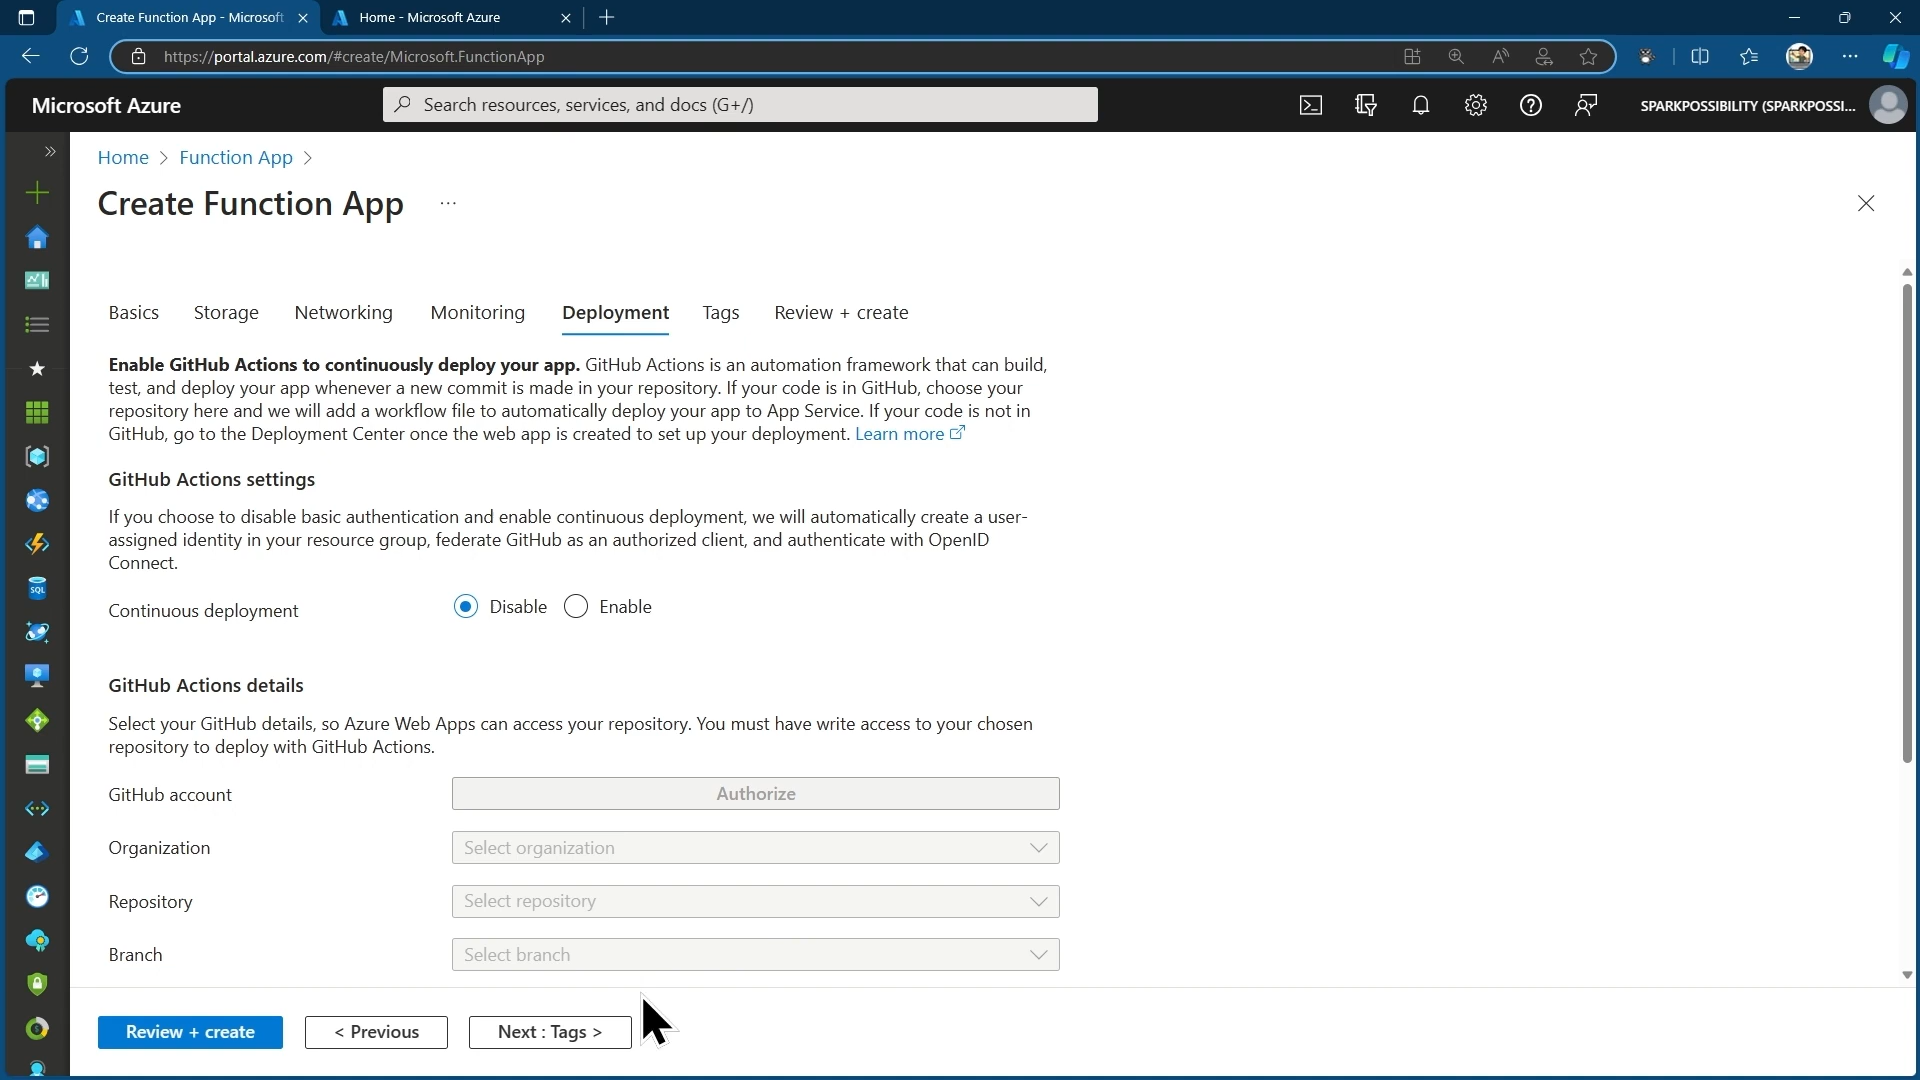 Create Function App - Microsoft
Home - Microsoft Azure
https://portal.azure.com/#create/Microsoft.FunctionApp
Microsoft Azure
Search resources, services, and docs (G+/)
SPARKPOSSIBILITY (SPARKPOSSI...
Home > Function App >
Create Function App ...
Basics Storage Networking Monitoring Deployment Tags Review + create
Enable GitHub Actions to continuously deploy your app. GitHub Actions is an automation framework that can build,
test, and deploy your app whenever a new commit is made in your repository. If your code is in GitHub, choose your
repository here and we will add a workflow file to automatically deploy your app to App Service. If your code is not in
GitHub, go to the Deployment Center once the web app is created to set up your deployment. Learn more
GitHub Actions settings
If you choose to disable basic authentication and enable continuous deployment, we will automatically create a user-
assigned identity in your resource group, federate GitHub as an authorized client, and authenticate with OpenID
Connect.
Continuous deployment Disable Enable
GitHub Actions details
Select your GitHub details, so Azure Web Apps can access your repository. You must have write access to your chosen
repository to deploy with GitHub Actions.
GitHub account Authorize
Organization Select organization
Repository Select repository
Branch Select branch
Review + create < Previous Next : Tags >
SQL